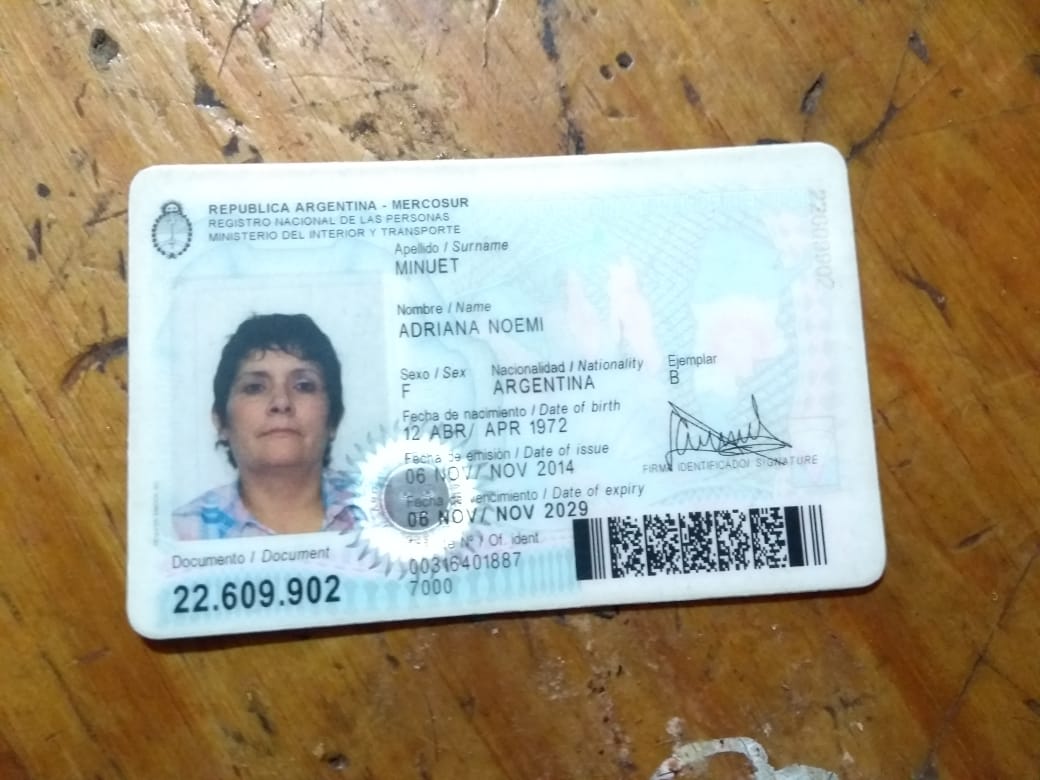 REPUBLICA ARGENTINA - MERCOSUR
REGISTRO NACIONAL DE LAS PERSONAS
MINISTERIO DEL INTERIOR Y TRANSPORTE
Apellido / Surname
MINUET
Nombre / Name
ADRIANA NOEMI
Sexo / Sex Nacionalidad / Nationality Ejemplar
F ARGENTINA B
Fecha de nacimiento / Date of birth
12 ABR/ APR 1972
Fecha de emisión / Date of issue
06 NOV/ NOV 2014
FIRMA IDENTIFICADO/ SIGNATURE
Fecha de vencimiento / Date of expiry
06 NOV/ NOV 2029
Nº / Of. ident.
00316401887
7000
Documento / Document
22.609.902